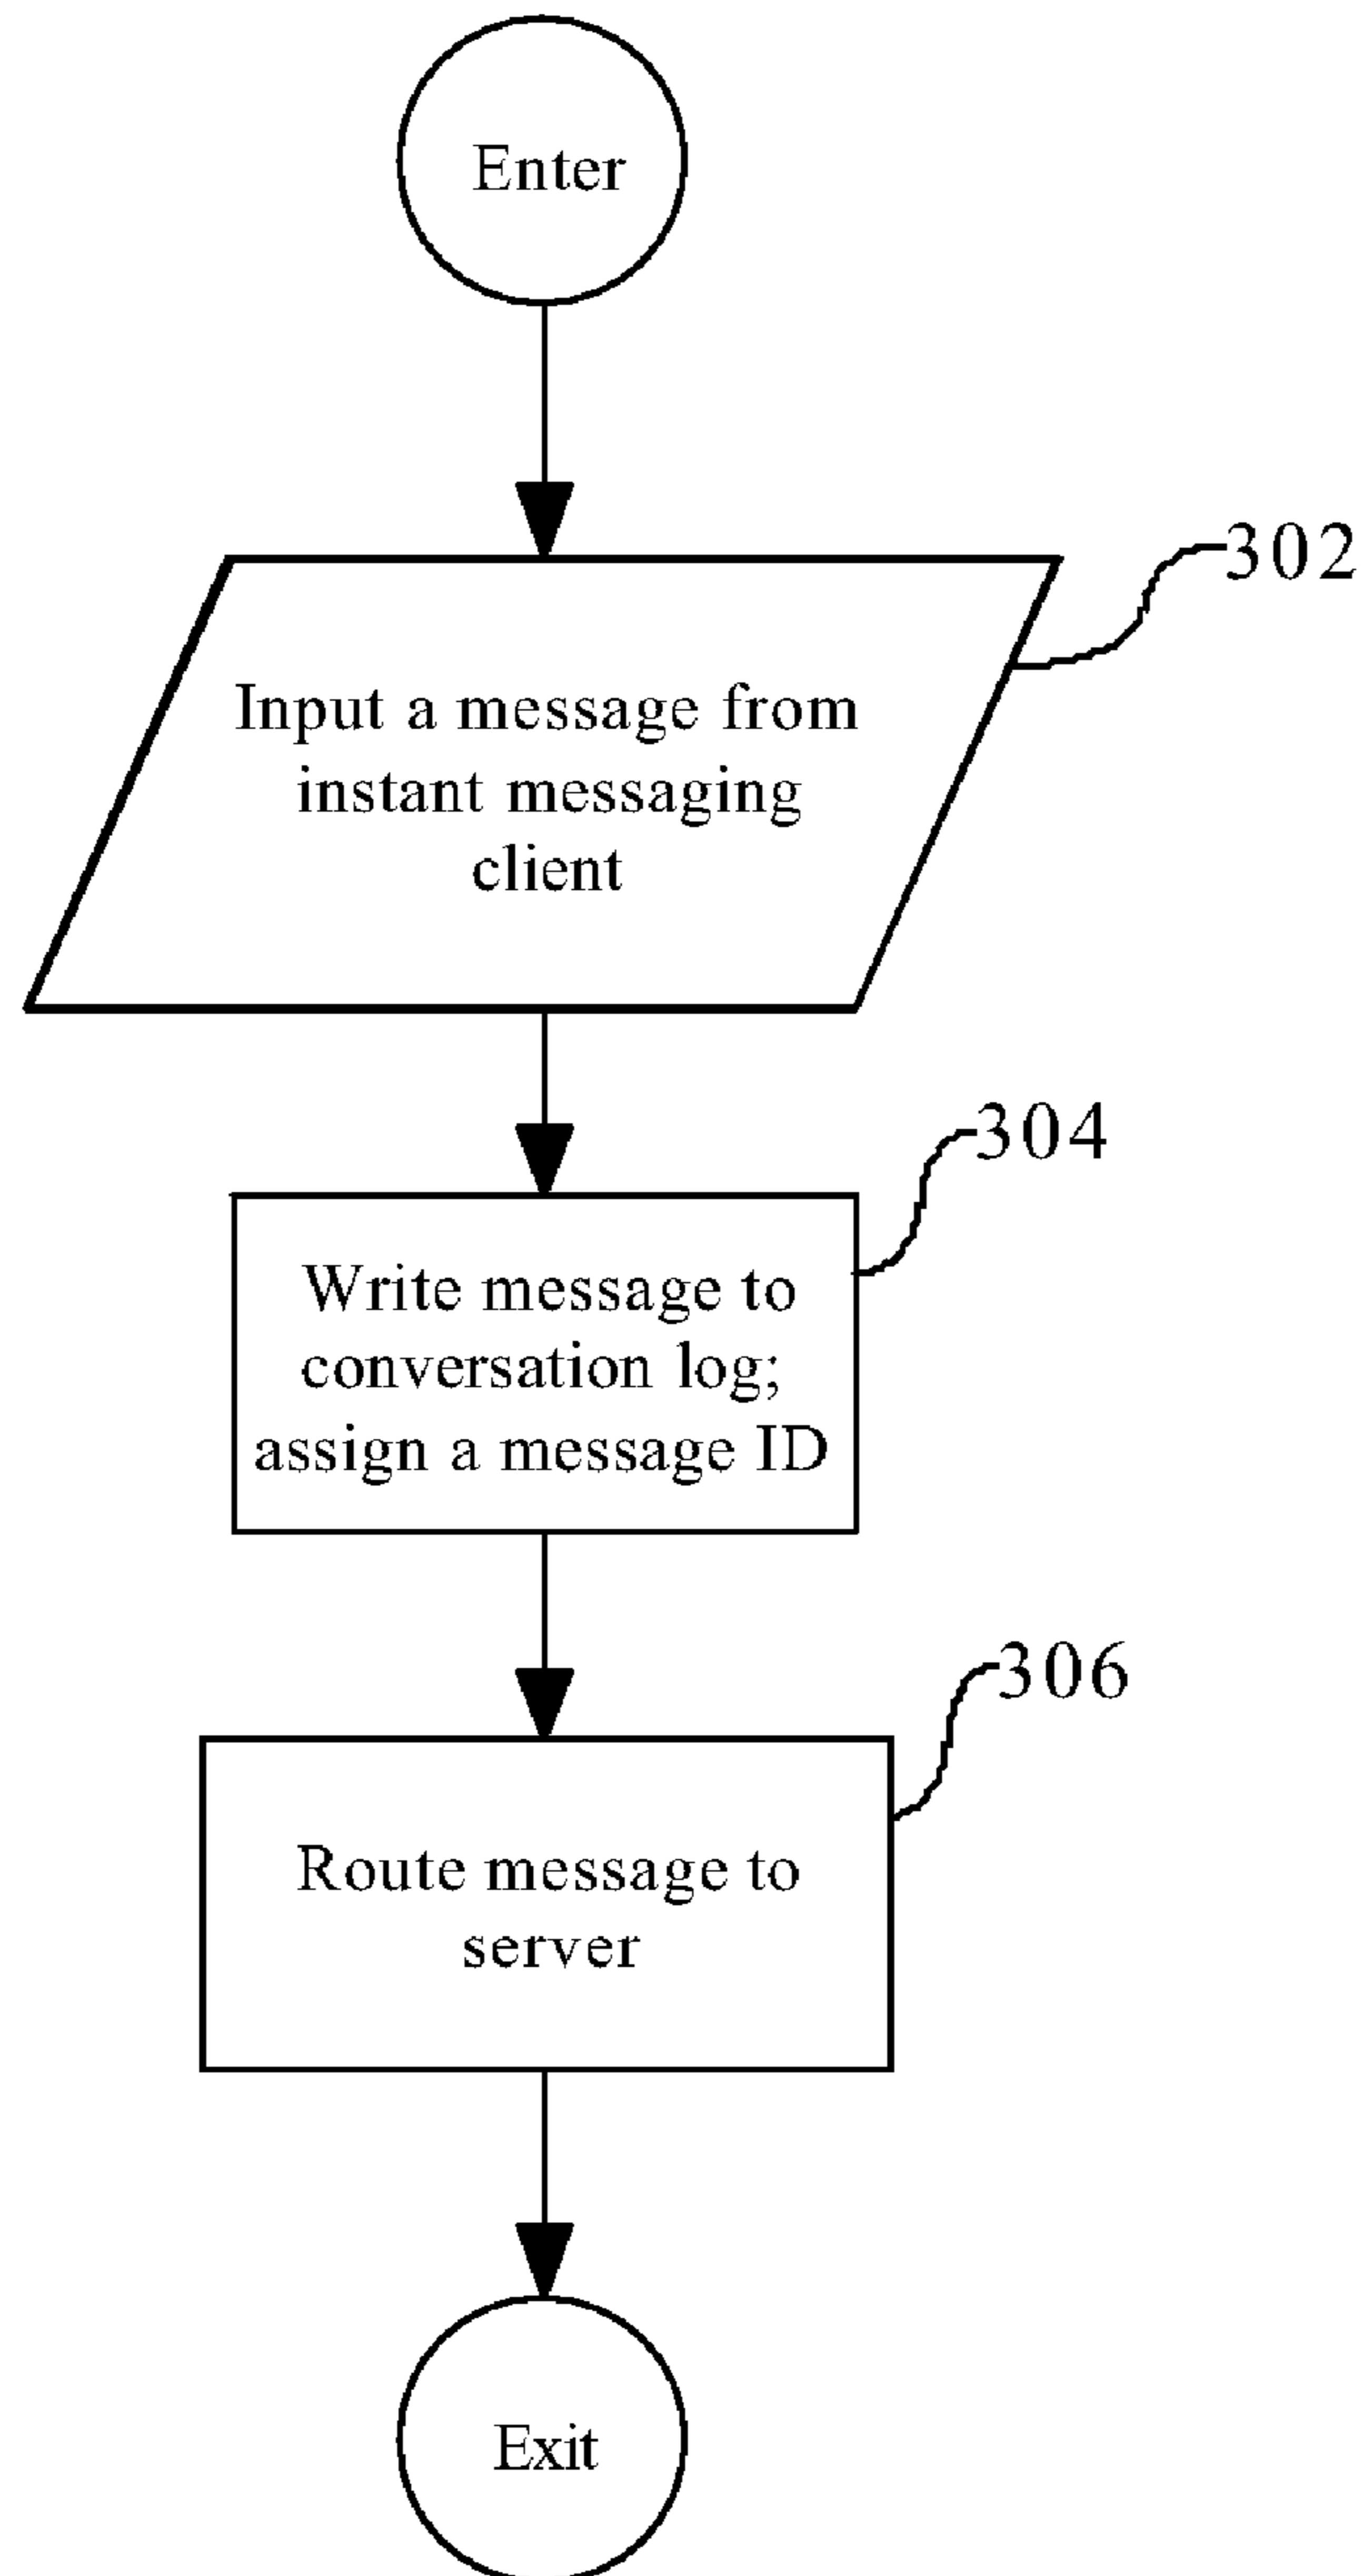 Enter
302
Input a message from
instant messaging
client
304
Write message to
conversation log;
assign a message ID
306
Route message to
server
Exit